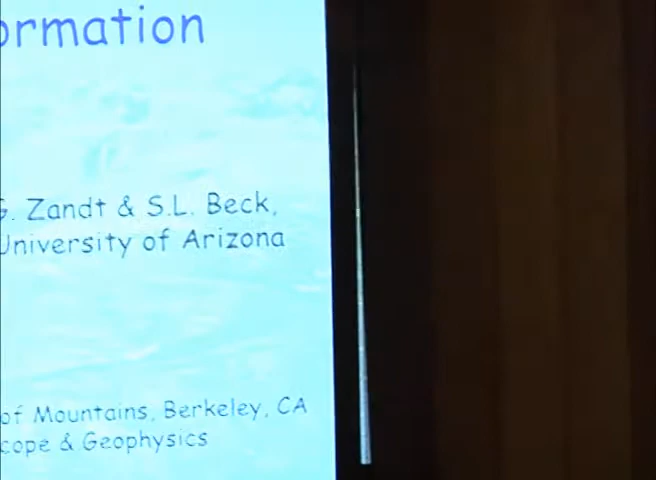 ormation
G. Zandt & S.L. Beck,
University of Arizona
of Mountains, Berkeley, CA
cope & Geophysics